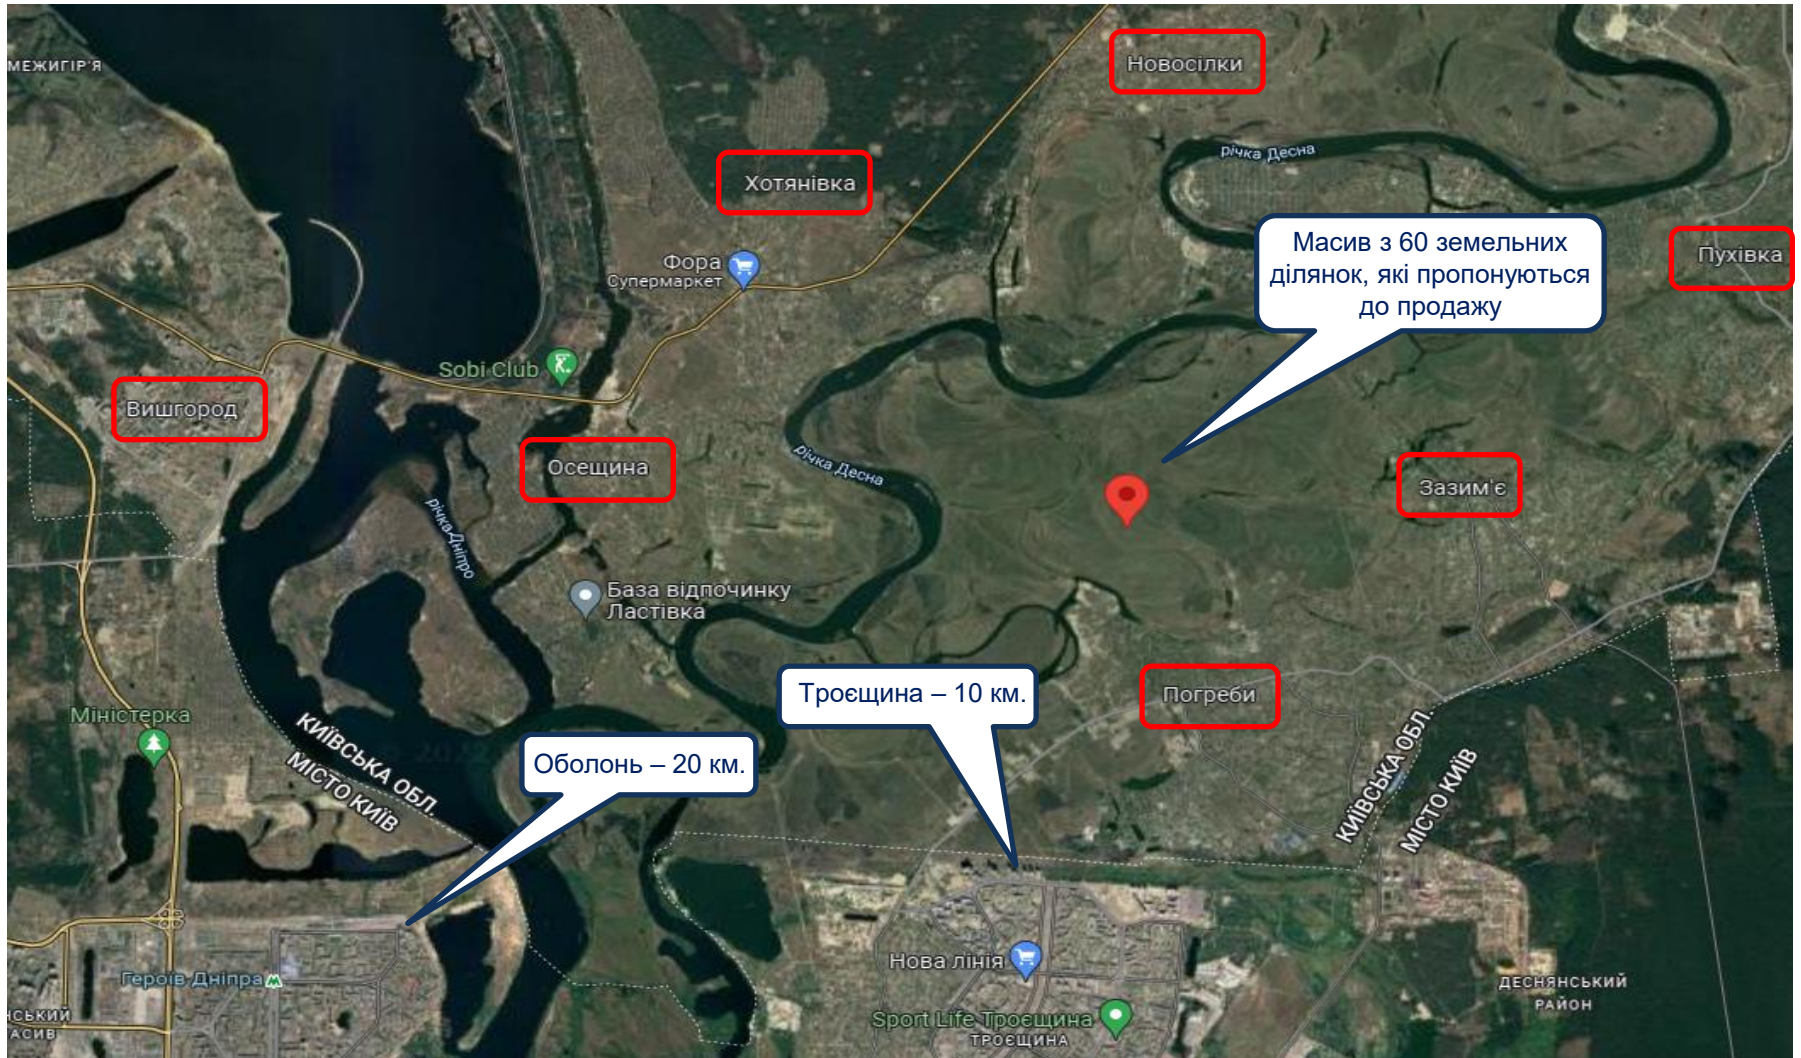 МЕЖИГІР'Я
Новосілки
річка Десна
Хотянівка
Масив з 60 земельних
ділянок, які пропонуються
до продажу
Пухівка
Фора
Супермаркет
Sobi Club
Вишгород
Осещина
річка Десна
Зазим'є
річка Дніпро
База відпочинку
Ластівка
Троєщина – 10 км.
Погреби
Міністерка
КИЇВСЬКА ОБЛ.
МІСТО КИЇВ
Оболонь – 20 км.
КИЇВСЬКА ОБЛ.
МІСТО КИЇВ
Героїв Дніпра
Нова лінія
ДЕСНЯНСЬКИЙ
РАЙОН
НСЬКИЙ
АСИВ
Sport Life Троєщина
ТРОЄЩИНА